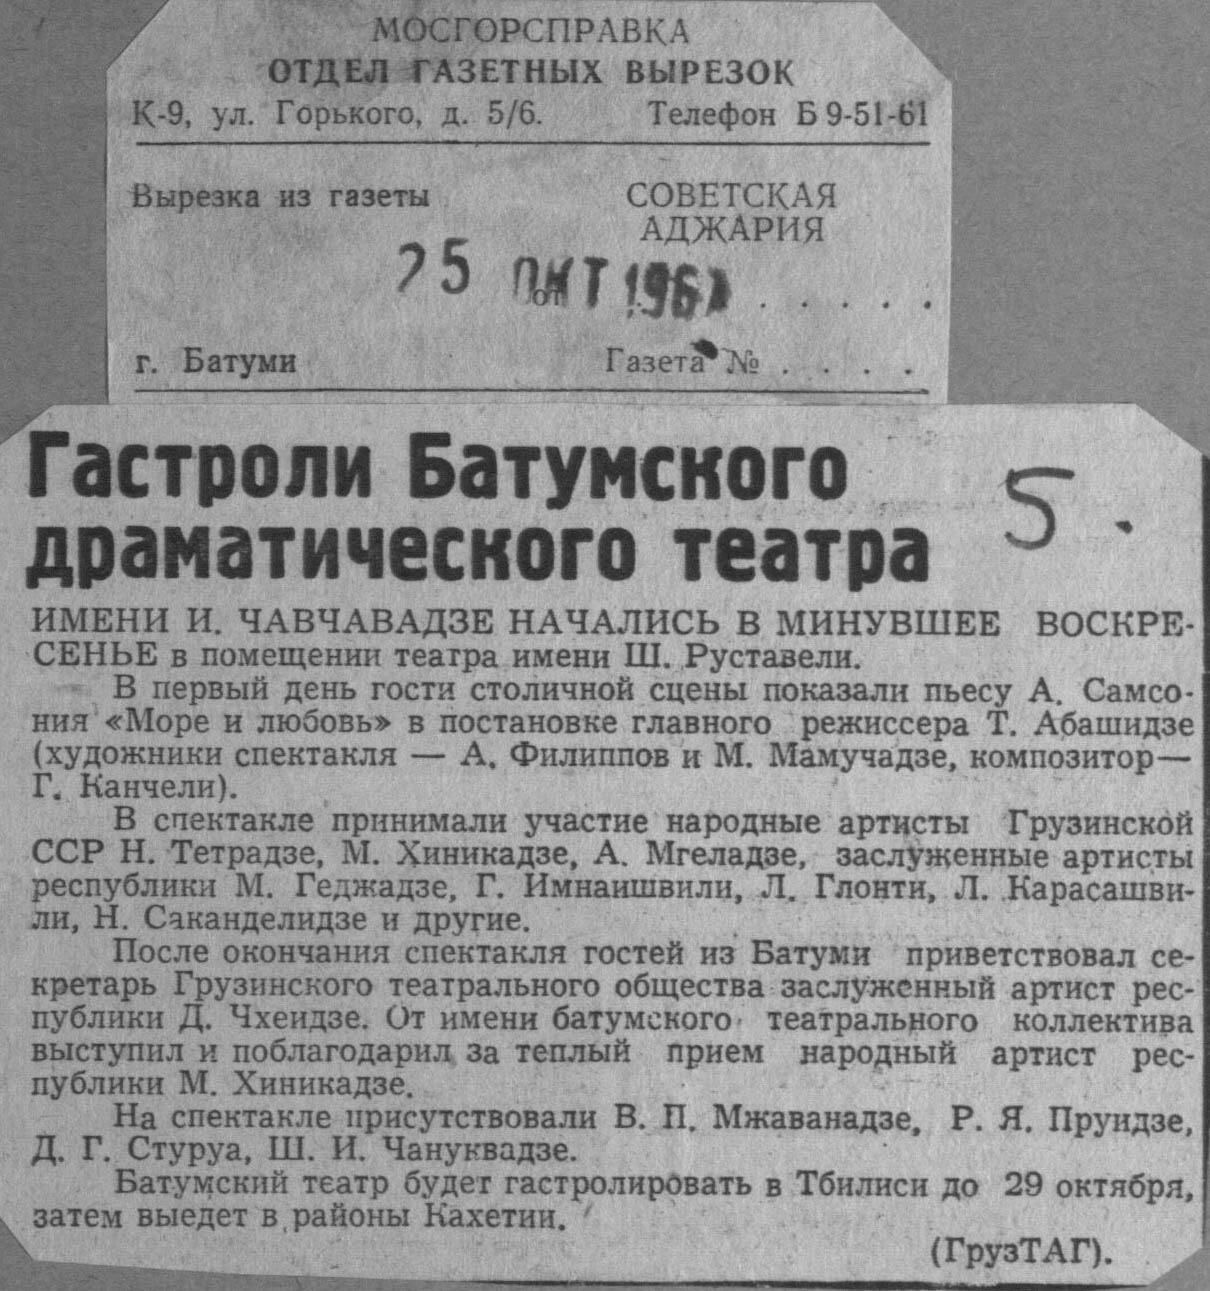 МОСГОРСПРАВКА
ОТДЕЛ ГАЗЕТНЫХ ВЫРЕЗОК
К-9, ул. Горького, д. 5/6. Телефон Б 9-51-61
Вырезка из газеты СОВЕТСКАЯ
АДЖАРИЯ
25 ОКТ
от . . . . .
г. Батуми Газета № . . . .
Гастроли Батумского
драматического театра
5.
ИМЕНИ И. ЧАВЧАВАДЗЕ НАЧАЛИСЬ В МИНУВШЕЕ ВОСКРЕ-
СЕНЬЕ в помещении театра имени Ш. Руставели.
В первый день гости столичной сцены показали пьесу А. Самсо-
ния «Море и любовь» в постановке главного режиссера Т. Абашидзе
(художники спектакля — А. Филиппов и М. Мамучадзе, композитор—
Г. Канчели).
В спектакле принимали участие народные артисты Грузинской
ССР Н. Тетрадзе, М. Хиникадзе, А. Мгеладзе, заслуженные артисты
республики М. Геджадзе, Г. Имнаишвили, Л. Глонти, Л. Карасашви-
ли, Н. Саканделидзе и другие.
После окончания спектакля гостей из Батуми приветствовал се-
кретарь Грузинского театрального общества заслуженный артист рес-
публики Д. Чхеидзе. От имени батумского театрального коллектива
выступил и поблагодарил за теплый прием народный артист рес-
публики М. Хиникадзе.
На спектакле присутствовали В. П. Мжаванадзе, Р. Я. Пруидзе,
Д. Г. Стуруа, Ш. И. Чануквадзе.
Батумский театр будет гастролировать в Тбилиси до 29 октября,
затем выедет в районы Кахетии.
(ГрузТАГ).